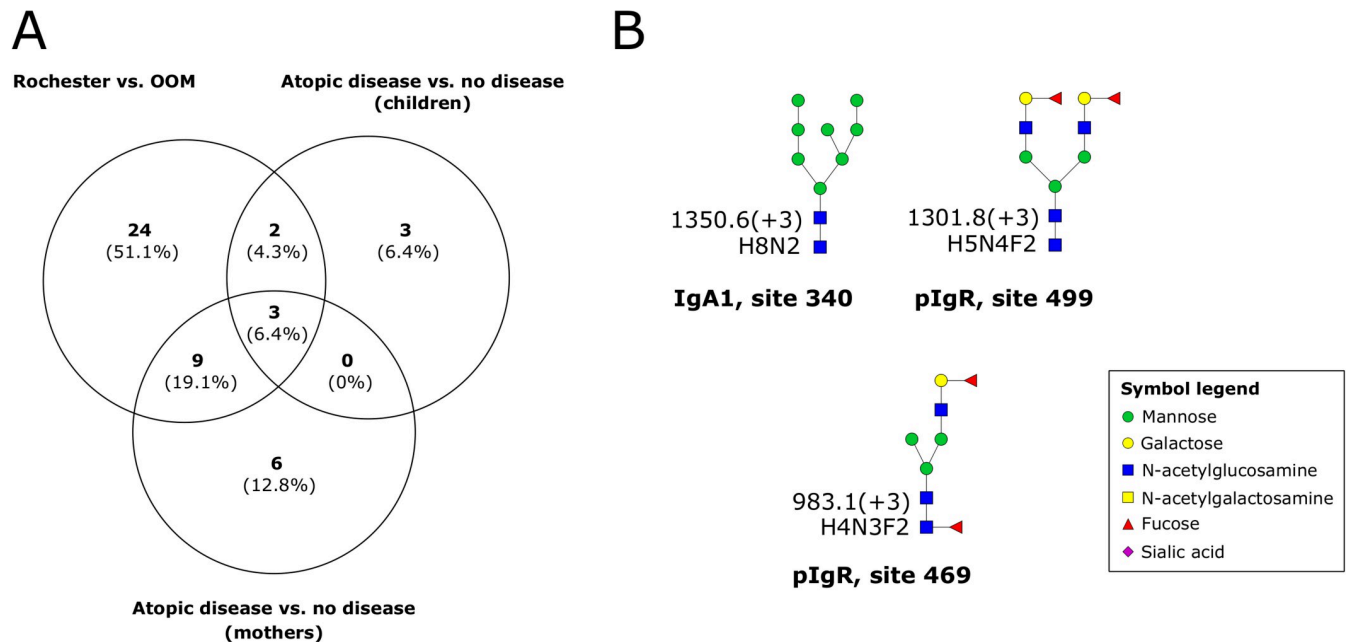 A
Rochester vs. OOM
Atopic disease vs. no disease
(children)
24
(51.1%)
2
(4.3%)
3
(6.4%)
3
(6.4%)
9
(19.1%)
0
(0%)
6
(12.8%)
Atopic disease vs. no disease
(mothers)
B
1350.6(+3)
H8N2
IgA1, site 340
1301.8(+3)
H5N4F2
pIgR, site 499
983.1(+3)
H4N3F2
pIgR, site 469
Symbol legend
Mannose
Galactose
N-acetylglucosamine
N-acetylgalactosamine
Fucose
Sialic acid